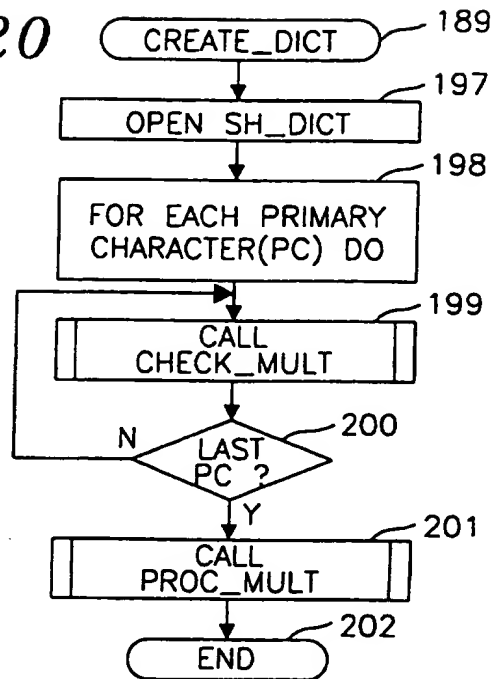 20
CREATE_DICT
189
197
OPEN SH_DICT
198
FOR EACH PRIMARY
CHARACTER(PC) DO
199
CALL
CHECK_MULT
200
N
LAST
PC ?
Y
201
CALL
PROC_MULT
202
END